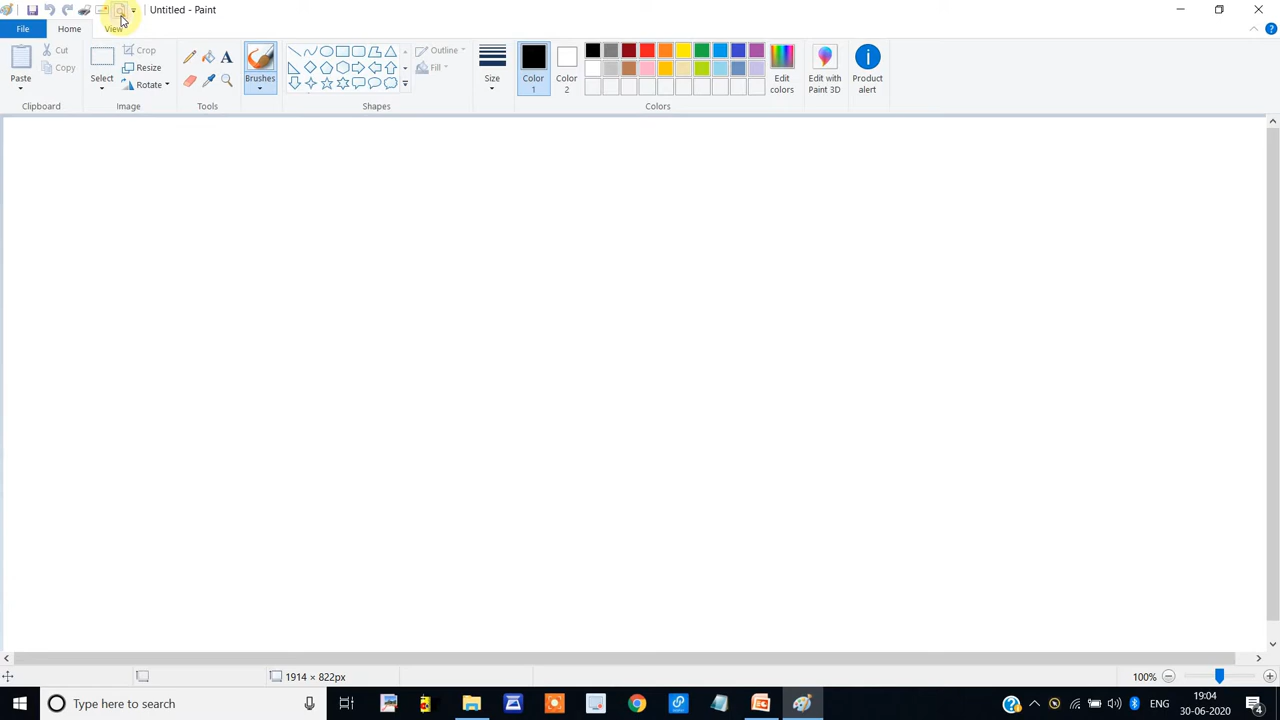 Untitled - Paint
File Home View
Paste
Cut
Copy
Clipboard
Select
Crop
Resize
Rotate
Image
A
Tools
Brushes
Outline
Fill
Shapes
Size
Color 1
Color 2
Edit colors
Colors
Edit with Paint 3D
Product alert
1914 × 822px
100%
Type here to search
ENG
19:04
30-06-2020
4